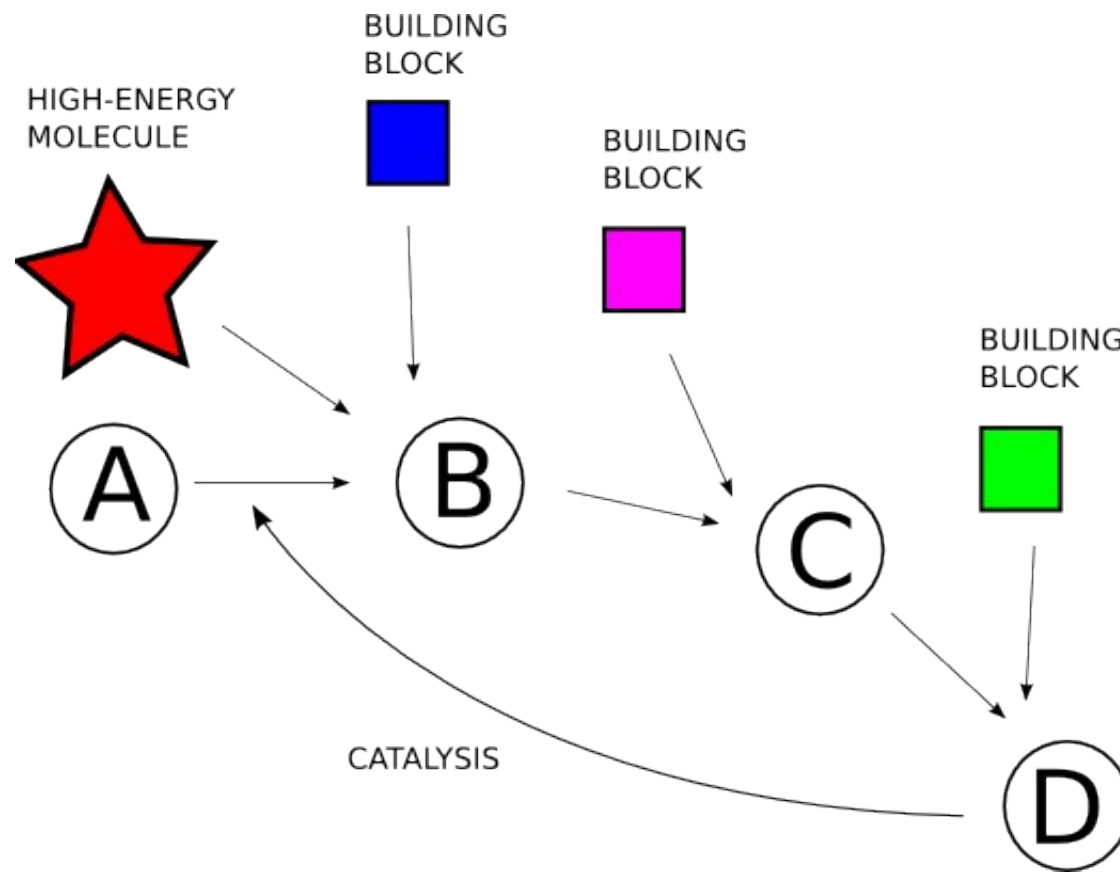 BUILDING
BLOCK
HIGH-ENERGY
MOLECULE
BUILDING
BLOCK
BUILDING
BLOCK
A
B
C
CATALYSIS
D